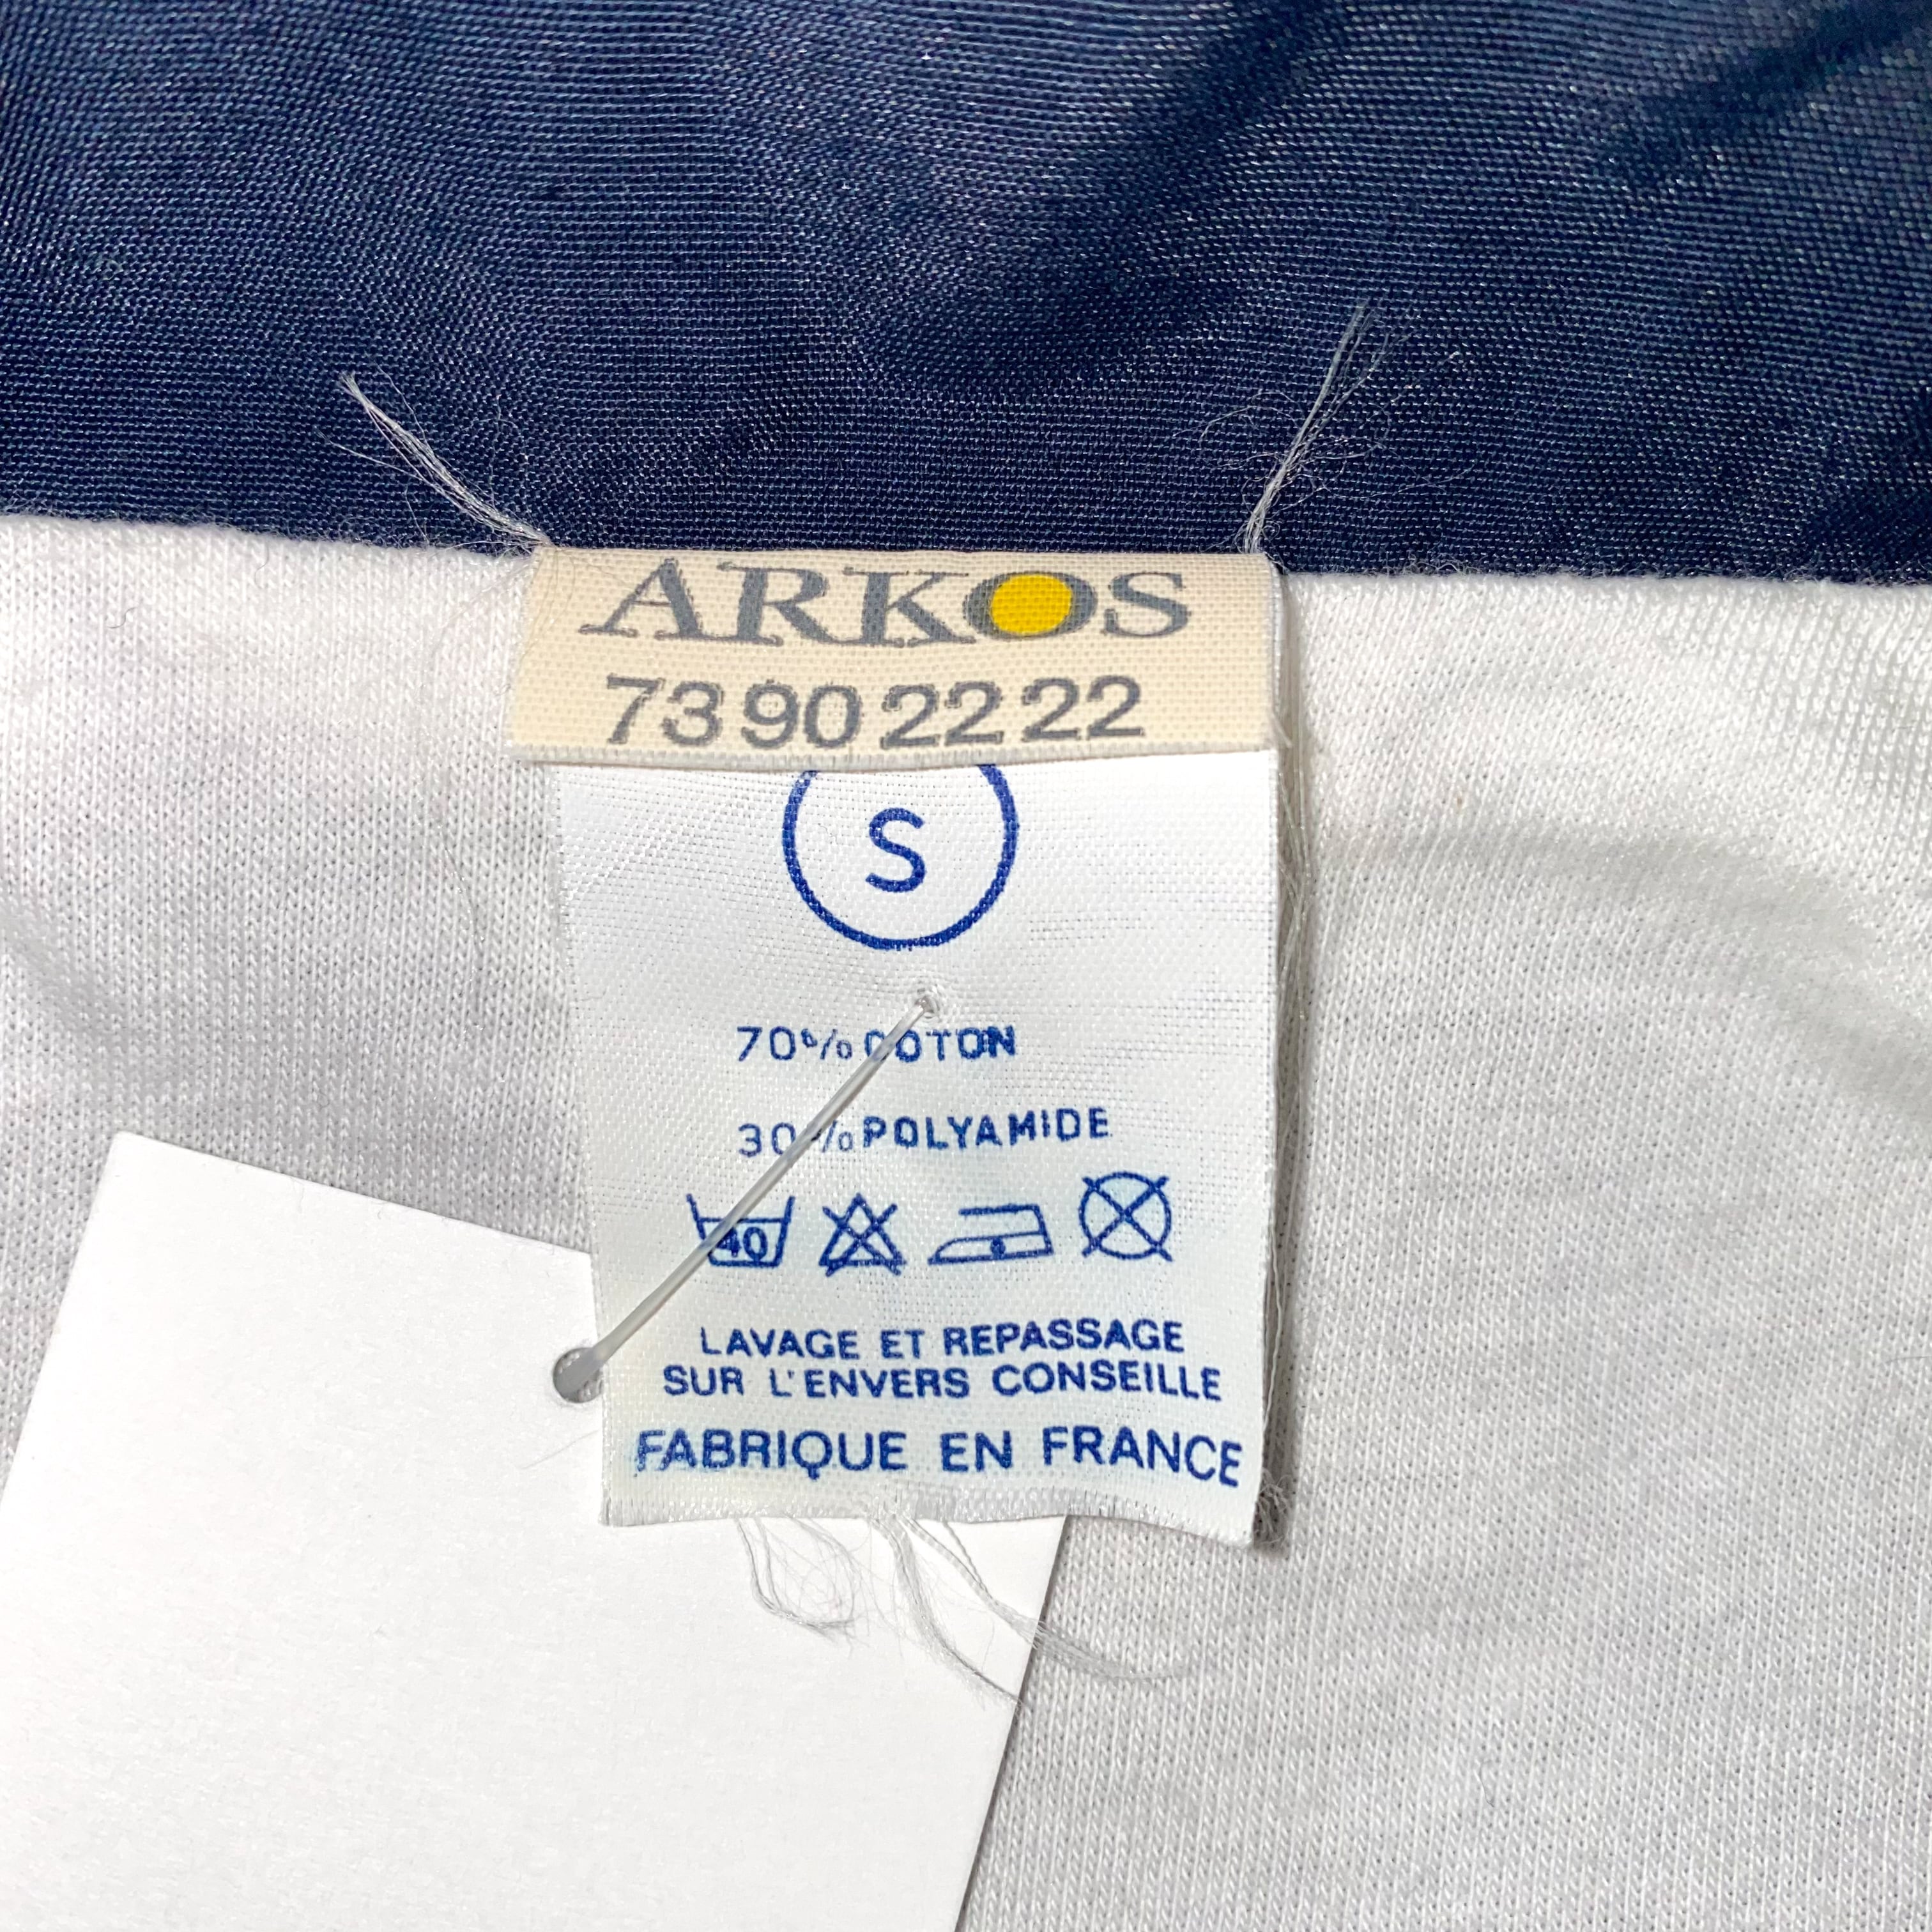 ARKOS
73 90 22 22
S
70% COTON
30% POLYAMIDE
40
LAVAGE ET REPASSAGE
SUR L'ENVERS CONSEILLE
FABRIQUE EN FRANCE